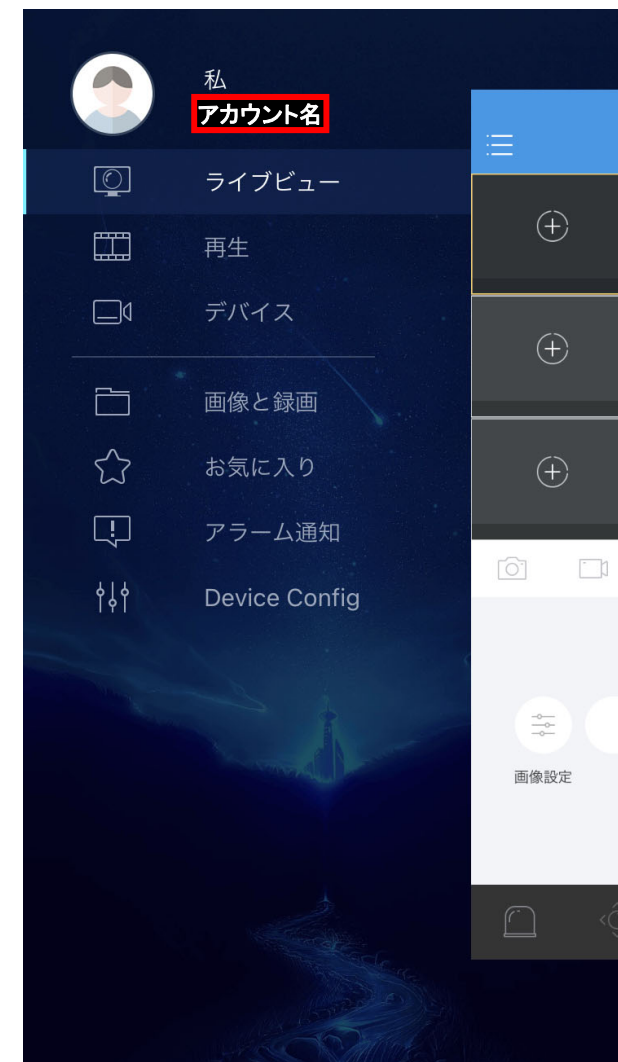 私
アカウント名
ライブビュー
再生
デバイス
画像と録画
お気に入り
アラーム通知
Device Config
画像設定